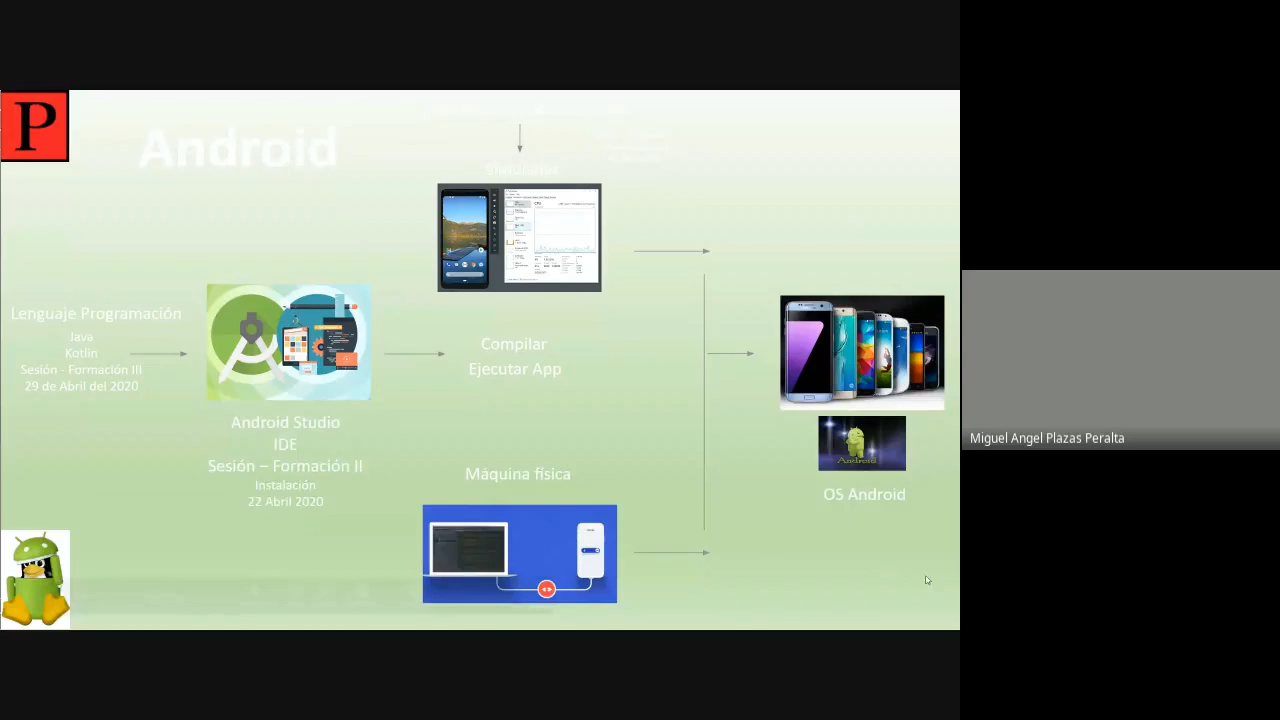 P
Android
Lenguaje Programación
Java
Kotlin
Sesión - Formación III
29 de Abril del 2020
Android Studio
IDE
Sesión – Formación II
Instalación
22 Abril 2020
Compilar
Ejecutar App
Máquina física
Android
OS Android
Miguel Angel Plazas Peralta